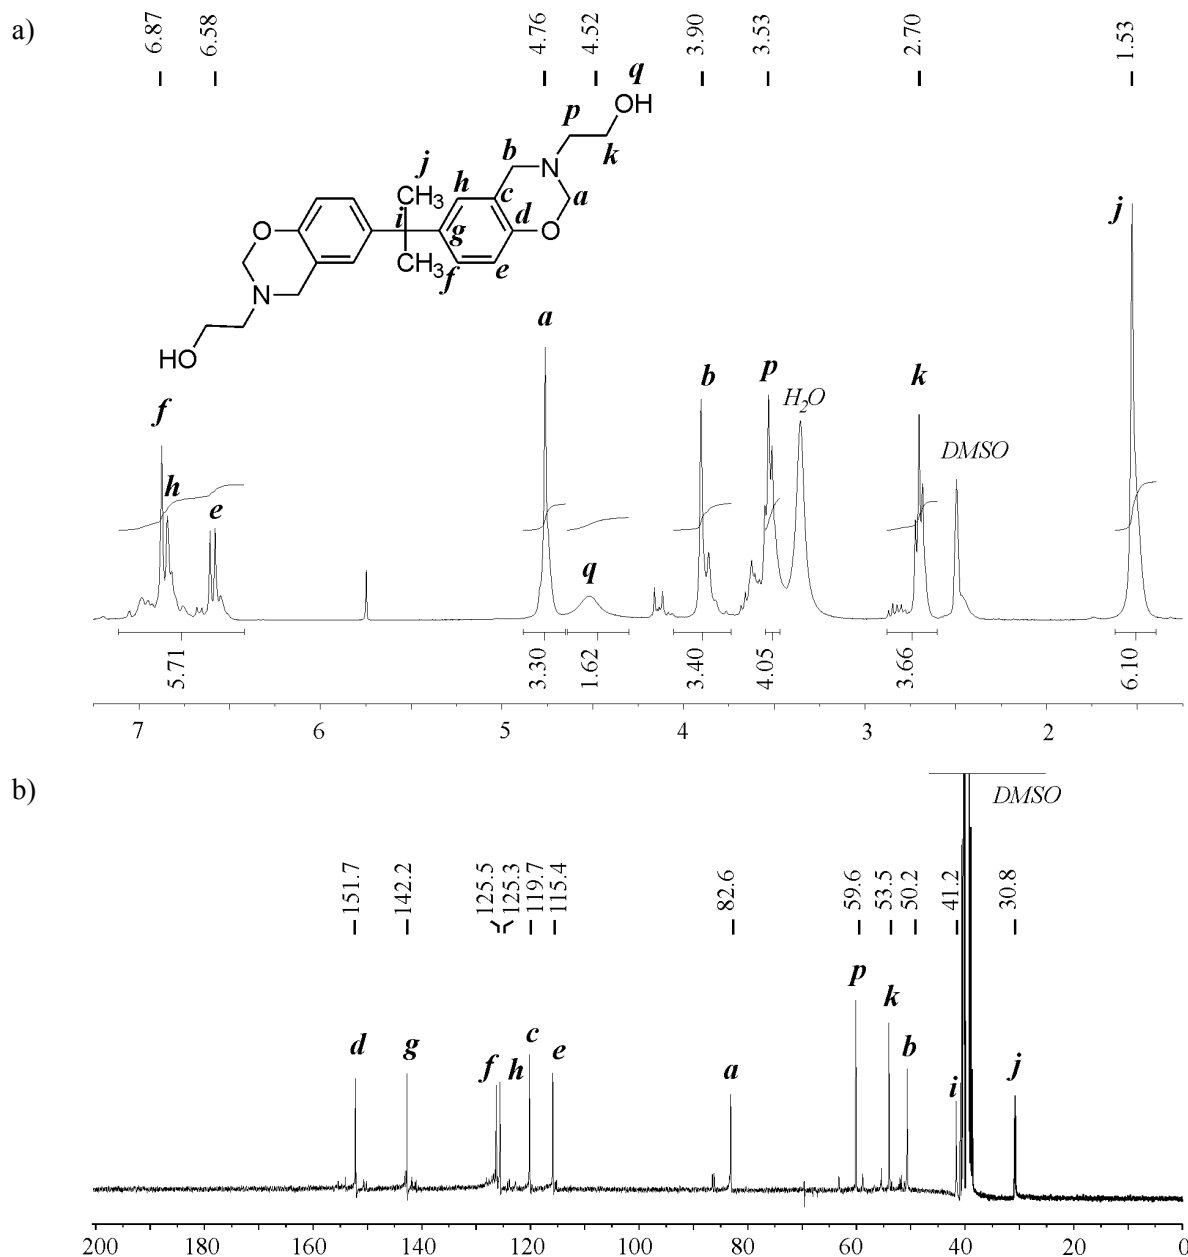 a)
6.87 6.58 4.76 4.52 3.90 3.53 2.70 1.53
q
OH
p
k
j
b
N
CH3
h
a
c
i
d
O
g
O
CH3
f
e
N
HO
a
j
b
p
k
H2O
f
DMSO
h
e
q
5.71 3.30 1.62 3.40 4.05 3.66 6.10
7 6 5 4 3 2
b)
DMSO
151.7 142.2 125.5 125.3 119.7 115.4 82.6 59.6 53.5 50.2 41.2 30.8
p
k
d g f h c e a b i j
200 180 160 140 120 100 80 60 40 20 0